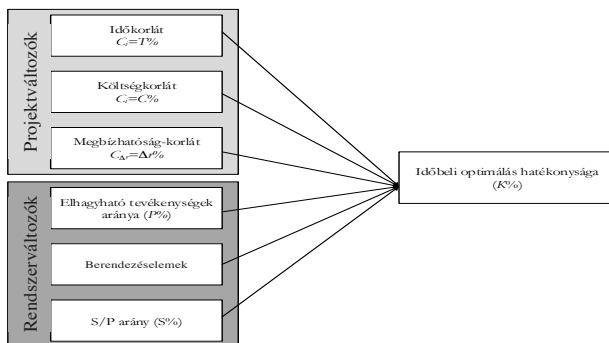 Projektváltozók
Időkorlát
Ct=T%
Költségkorlát
Cc=C%
Megbízhatóság-korlát
CΔr=Δr%
Rendszerváltozók
Elhagyható tevékenységek
aránya (P%)
Berendezéselemek
S/P arány (S%)
Időbeli optimálás hatékonysága
(K%)